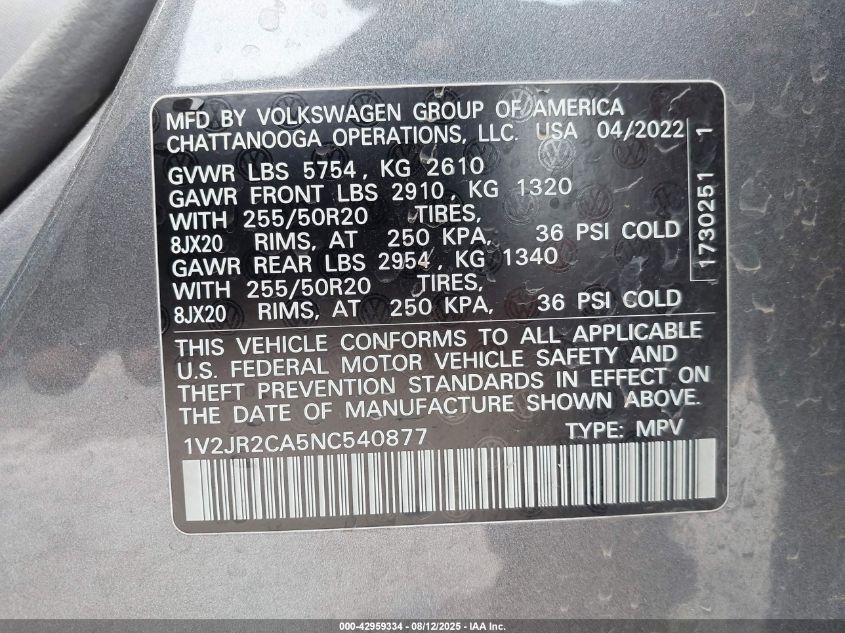 MFD. BY VOLKSWAGEN GROUP OF AMERICA
CHATTANOOGA OPERATIONS, LLC. USA 04/2022
GVWR LBS 5754, KG 2610
GAWR FRONT LBS 2910, KG 1320
WITH 255/50R20 TIRES,
8JX20 RIMS, AT 250 KPA, 36 PSI COLD
GAWR REAR LBS 2954, KG 1340
WITH 255/50R20 TIRES,
8JX20 RIMS, AT 250 KPA, 36 PSI COLD
1730251 1
THIS VEHICLE CONFORMS TO ALL APPLICABLE
U.S. FEDERAL MOTOR VEHICLE SAFETY AND
THEFT PREVENTION STANDARDS IN EFFECT ON
THE DATE OF MANUFACTURE SHOWN ABOVE.
1V2JR2CA5NC540877 TYPE: MPV
000-42959334 - 08/12/2025 - IAA Inc.